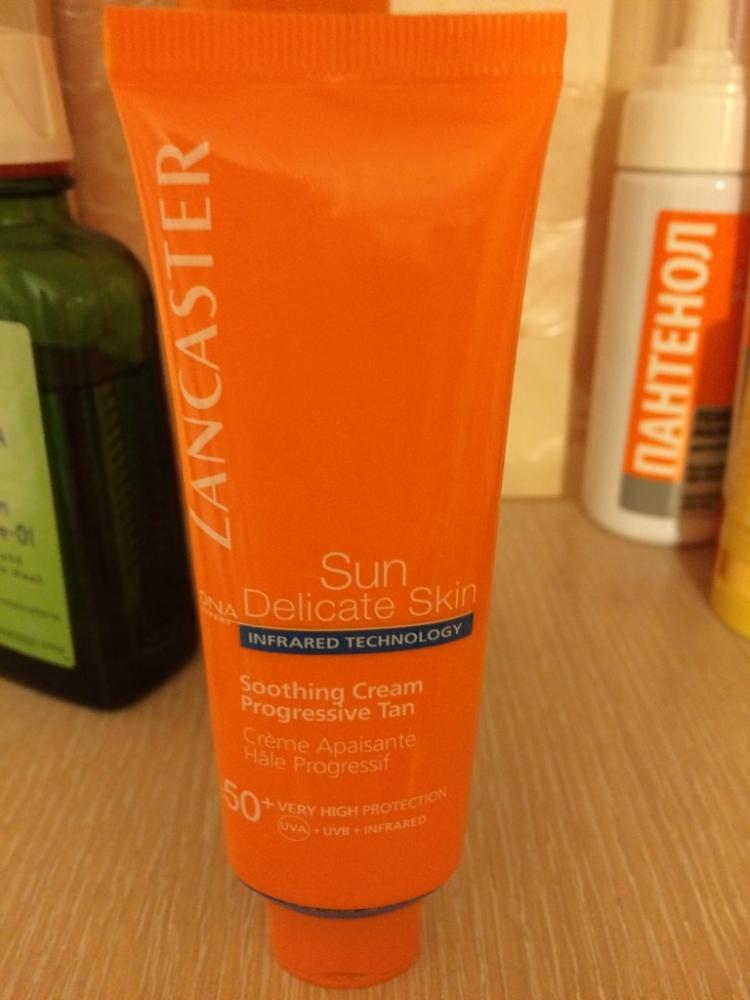 LANCASTER
Sun
Delicate Skin
DNA
INFRARED TECHNOLOGY
Soothing Cream
Progressive Tan
Crème Apaisante
Hâle Progressif
50+ VERY HIGH PROTECTION
UVA + UVB + INFRARED
ПАНТЕНОЛ